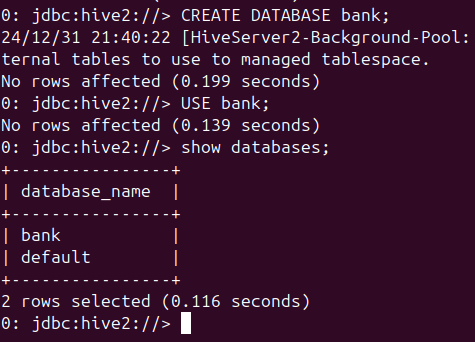 0: jdbc:hive2://> CREATE DATABASE bank;
24/12/31 21:40:22 [HiveServer2-Background-Pool:
ternal tables to use to managed tablespace.
No rows affected (0.199 seconds)
0: jdbc:hive2://> USE bank;
No rows affected (0.139 seconds)
0: jdbc:hive2://> show databases;
+----------------+
| database_name  |
+----------------+
| bank           |
| default        |
+----------------+
2 rows selected (0.116 seconds)
0: jdbc:hive2://>